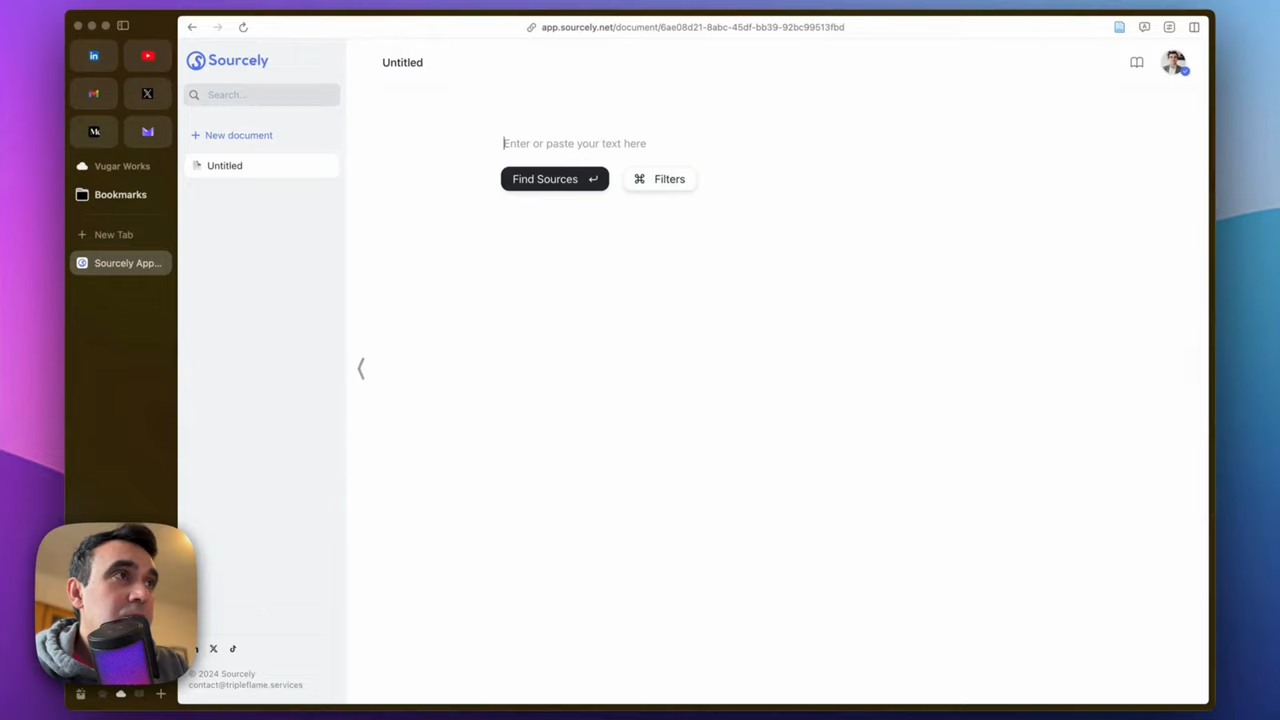 app.sourcely.net/document/6ae08d21-8abc-45df-bb39-92bc99513fbd
in
X
Vugar Works
Bookmarks
New Tab
Sourcely App...
Sourcely
Search...
New document
Untitled
Untitled
Enter or paste your text here
Find Sources
Filters
© 2024 Sourcely
contact@tripleflame.services